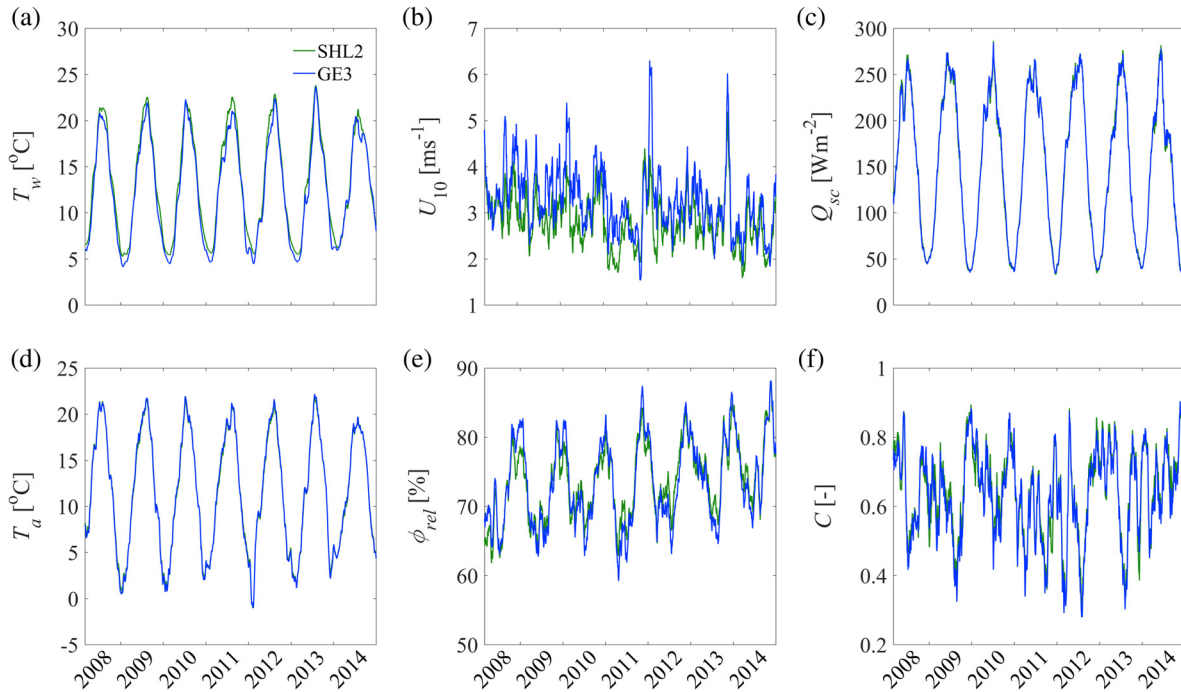 (a)
30
25
20
15
10
5
0
T_w [°C]
SHL2
GE3
(b)
7
6
5
4
3
2
1
U_10 [ms^-1]
(c)
300
250
200
150
100
50
0
Q_sc [Wm^-2]
(d)
25
20
15
10
5
0
-5
T_a [°C]
2008 2009 2010 2011 2012 2013 2014
(e)
90
80
70
60
50
ϕ_rel [%]
2008 2009 2010 2011 2012 2013 2014
(f)
1
0.8
0.6
0.4
0.2
C [-]
2008 2009 2010 2011 2012 2013 2014